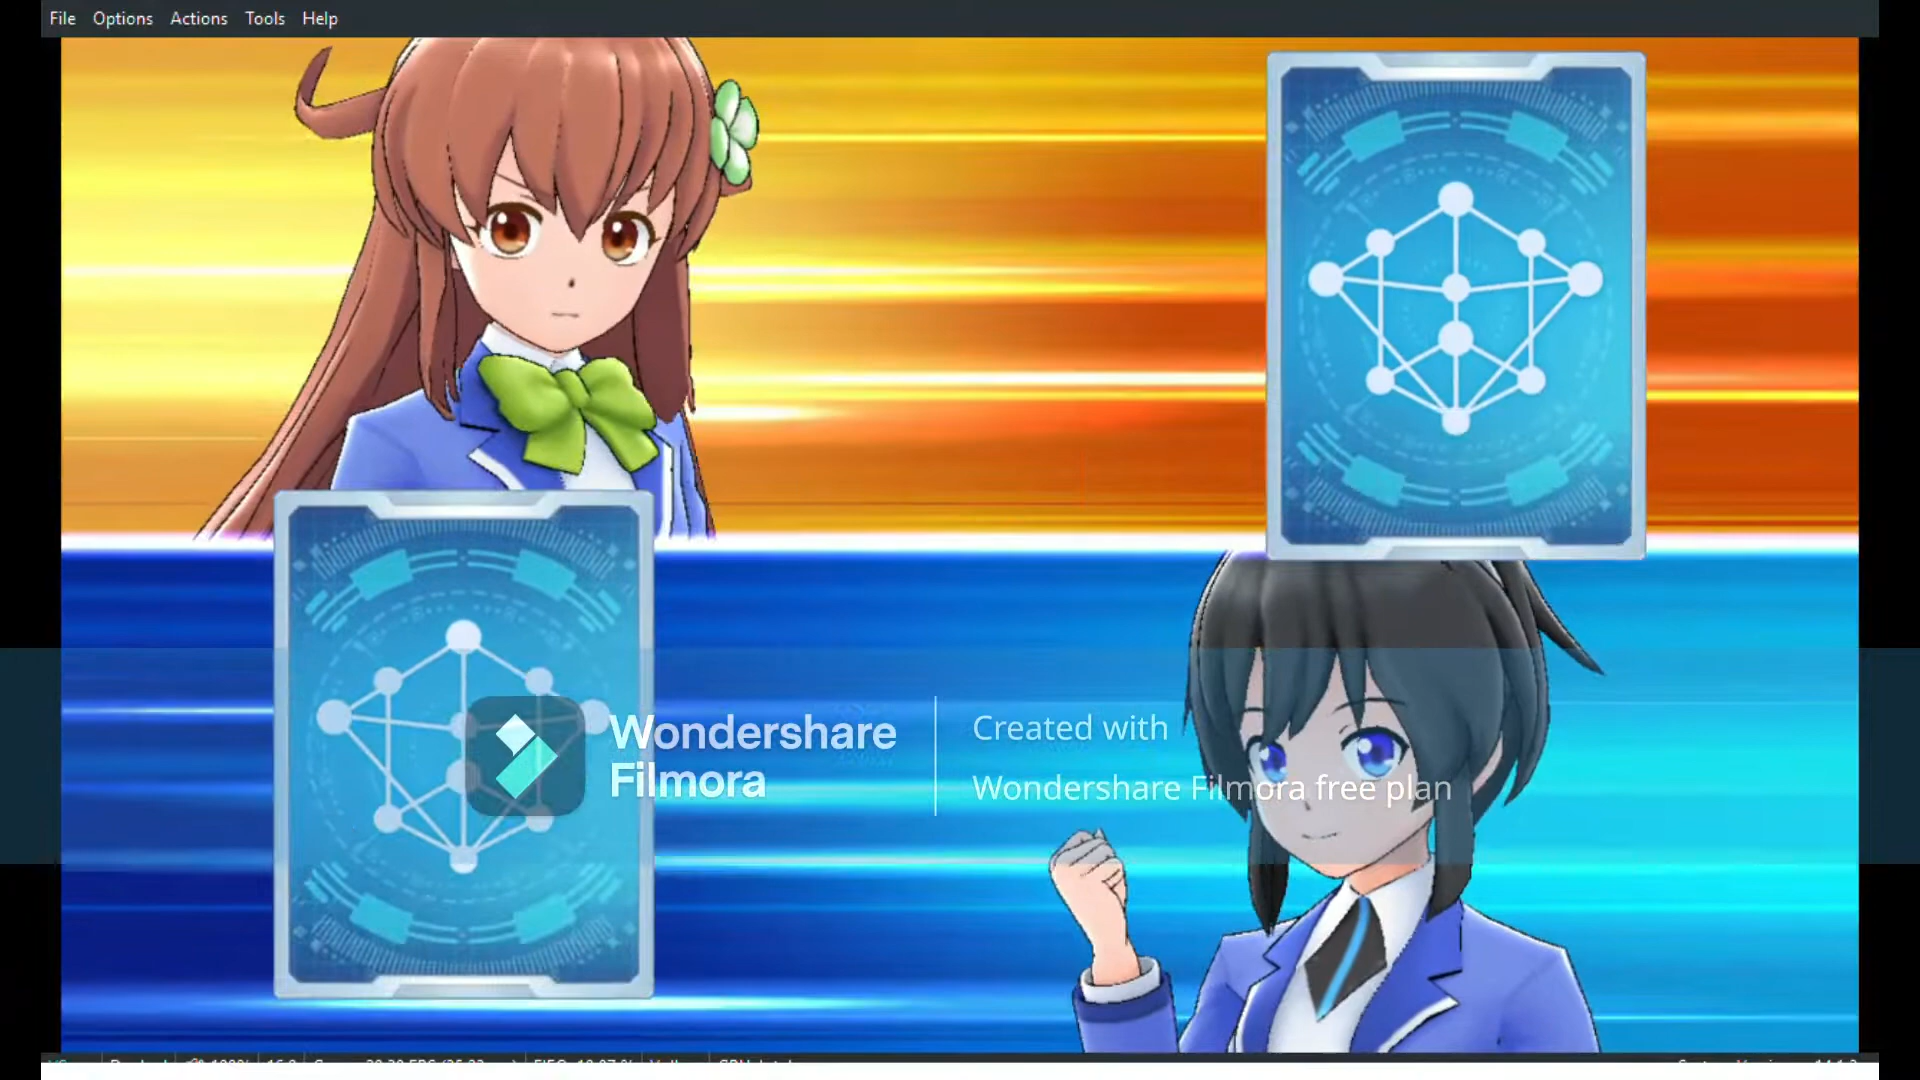 File Options Actions Tools Help
Wondershare
Filmora
Created with
Wondershare Filmora free plan